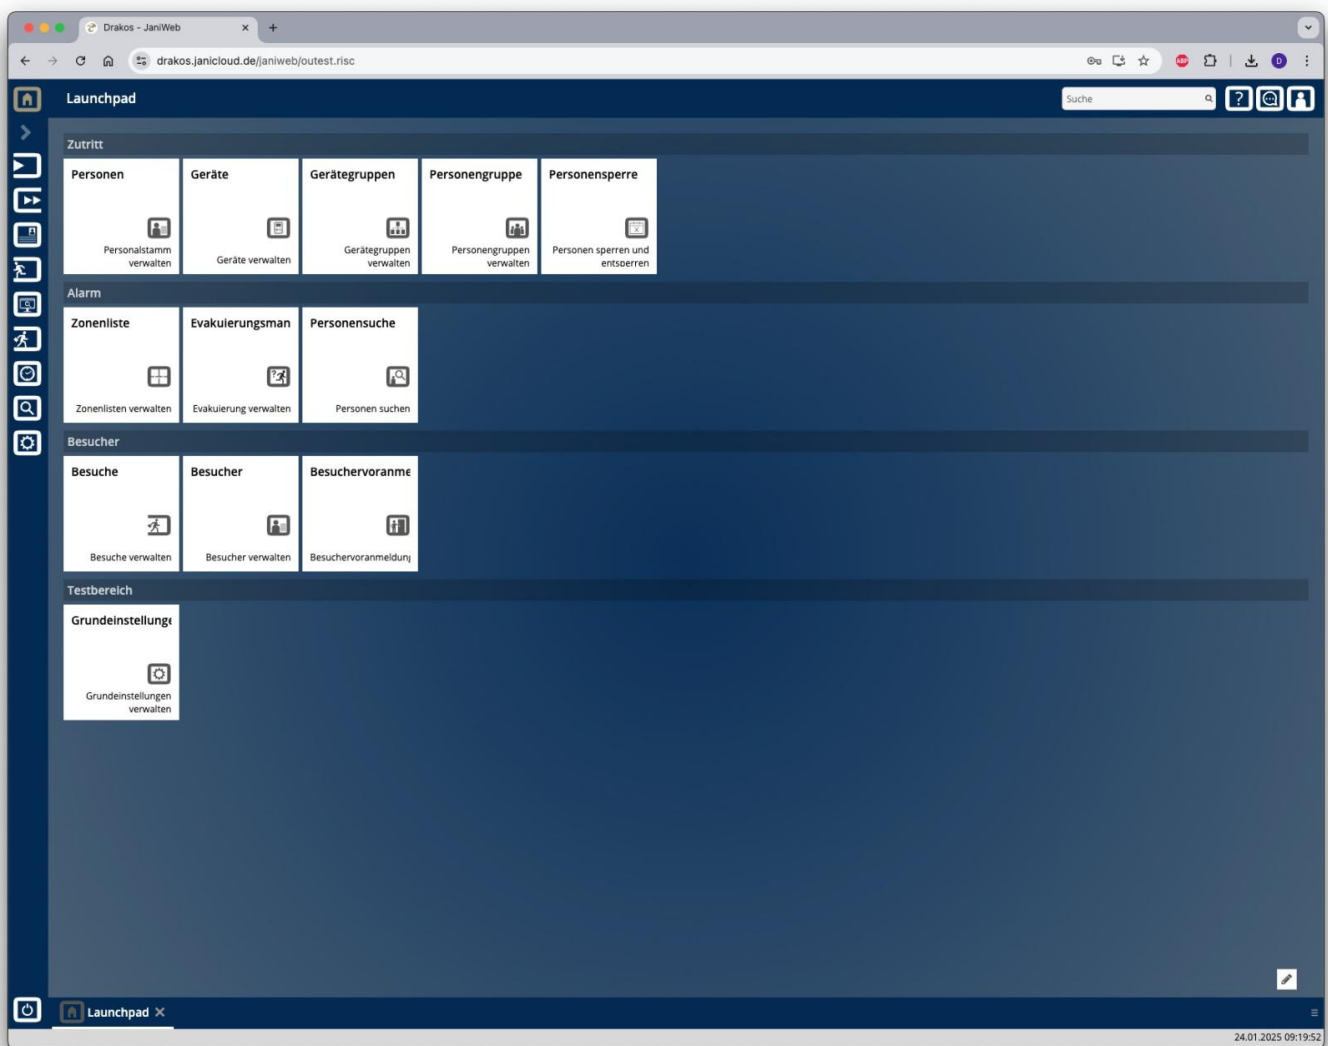 Drakos - JaniWeb
drakos.janicloud.de/janiweb/outest.risc
ABP
D
Launchpad
Suche
Zutritt
Personen
Personalstamm
verwalten
Geräte
Geräte verwalten
Gerätegruppen
Gerätegruppen
verwalten
Personengruppe
Personengruppen
verwalten
Personensperre
Personen sperren und
entsperren
Alarm
Zonenliste
Zonenlisten verwalten
Evakuierungsman
Evakuierung verwalten
Personensuche
Personen suchen
Besucher
Besuche
Besuche verwalten
Besucher
Besucher verwalten
Besuchervoranme
Besuchervoranmeldung
Testbereich
Grundeinstellunge
Grundeinstellungen
verwalten
Launchpad
24.01.2025 09:19:52